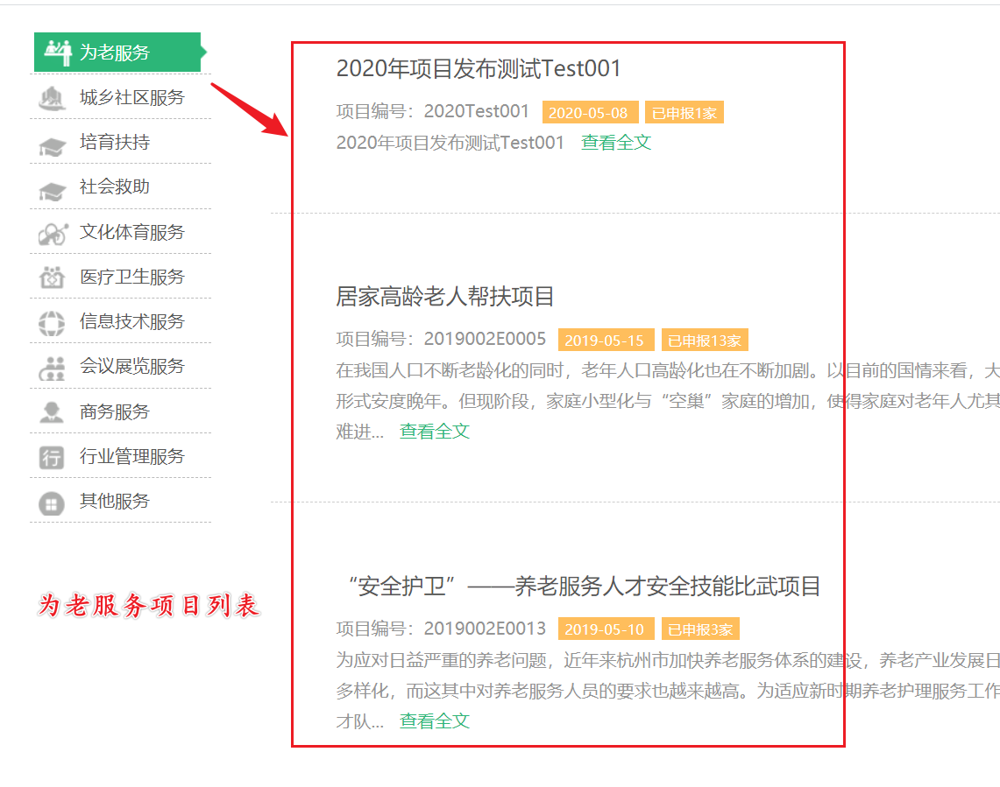 为老服务
城乡社区服务
培育扶持
社会救助
文化体育服务
医疗卫生服务
信息技术服务
会议展览服务
商务服务
行 行业管理服务
其他服务
为老服务项目列表
2020年项目发布测试Test001
项目编号：2020Test001 2020-05-08 已申报1家
2020年项目发布测试Test001 查看全文
居家高龄老人帮扶项目
项目编号：2019002E0005 2019-05-15 已申报13家
在我国人口不断老龄化的同时，老年人口高龄化也在不断加剧。以目前的国情来看，大
形式安度晚年。但现阶段，家庭小型化与“空巢”家庭的增加，使得家庭对老年人尤其
难进... 查看全文
“安全护卫”——养老服务人才安全技能比武项目
项目编号：2019002E0013 2019-05-10 已申报3家
为应对日益严重的养老问题，近年来杭州市加快养老服务体系的建设，养老产业发展日
多样化，而这其中对养老服务人员的要求也越来越高。为适应新时期养老护理服务工作
才队... 查看全文